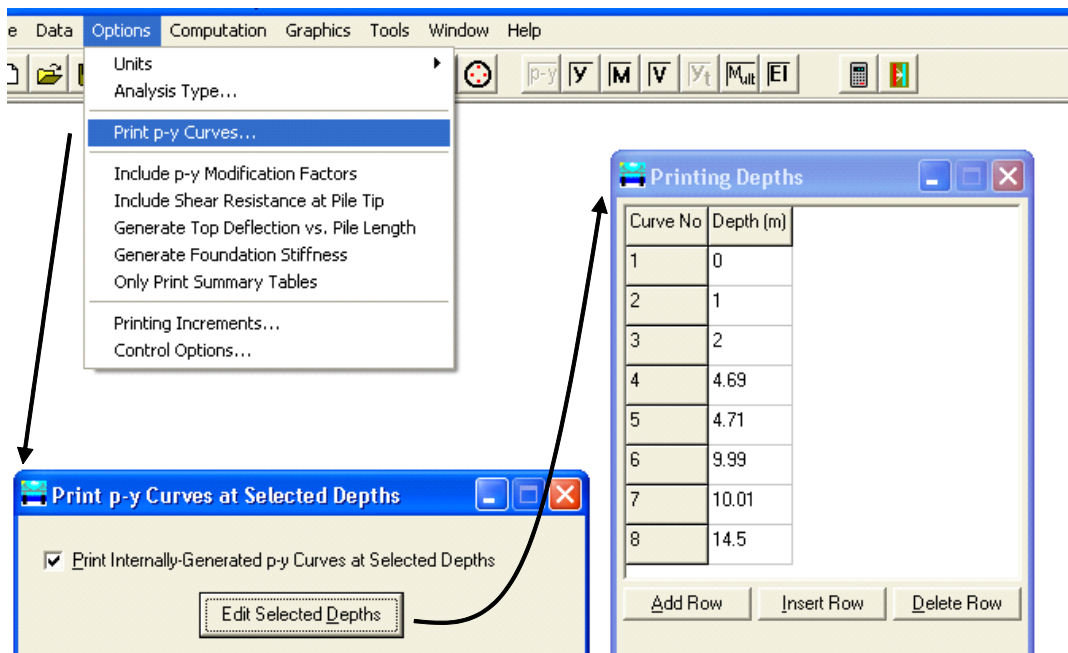 e Data Options Computation Graphics Tools Window Help
p-y y M V yt Mult EI
Units
Analysis Type...
Print p-y Curves...
Include p-y Modification Factors
Include Shear Resistance at Pile Tip
Generate Top Deflection vs. Pile Length
Generate Foundation Stiffness
Only Print Summary Tables
Printing Increments...
Control Options...
Printing Depths
Curve No Depth (m)
1 0
2 1
3 2
4 4.69
5 4.71
6 9.99
7 10.01
8 14.5
Add Row Insert Row Delete Row
Print p-y Curves at Selected Depths
Print Internally-Generated p-y Curves at Selected Depths
Edit Selected Depths